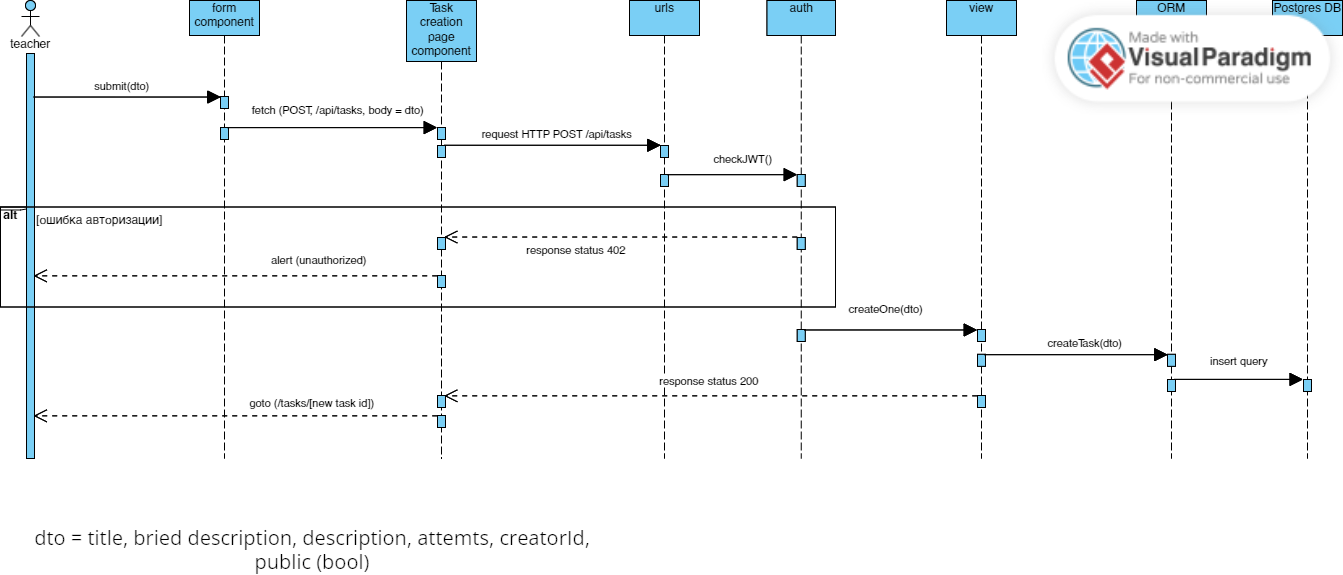 teacher
form
component
Task
creation
page
component
urls
auth
view
ORM
Postgres DB
Made with
VisualParadigm
For non-commercial use
submit(dto)
fetch (POST, /api/tasks, body = dto)
request HTTP POST /api/tasks
checkJWT()
alt
[ошибка авторизации]
response status 402
alert (unauthorized)
createOne(dto)
createTask(dto)
insert query
response status 200
goto (/tasks/[new task id])
dto = title, bried description, description, attemts, creatorId,
public (bool)